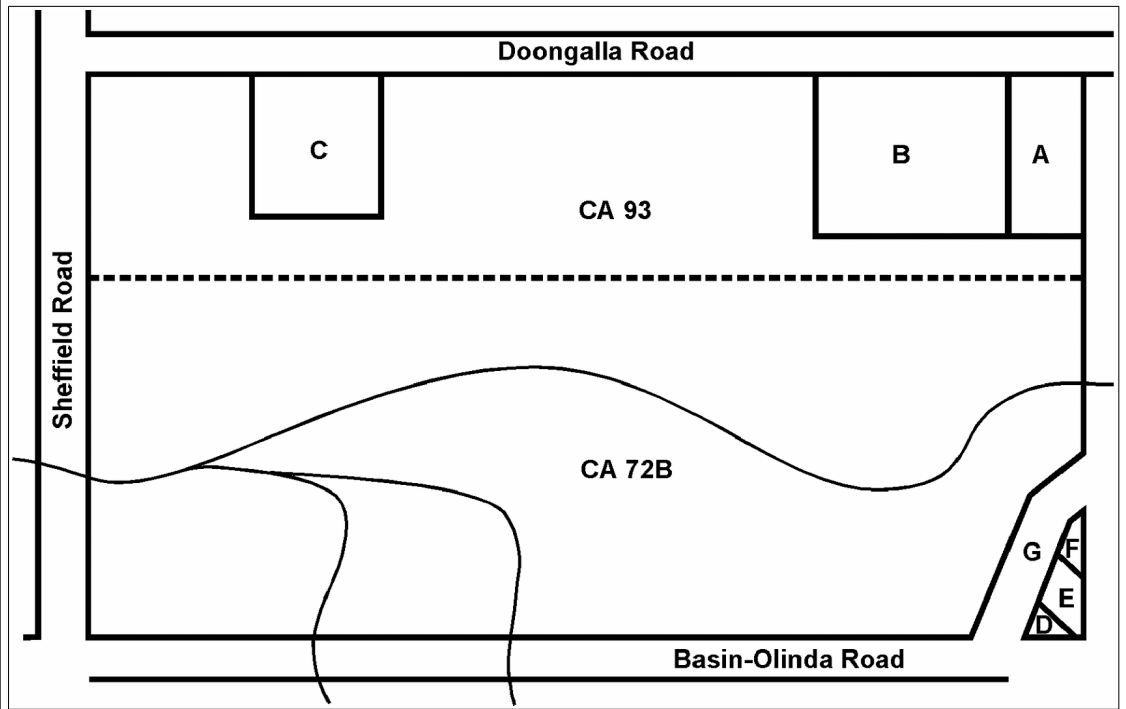 Doongalla Road
C
B
A
CA 93
Sheffield Road
CA 72B
G
F
E
D
Basin-Olinda Road